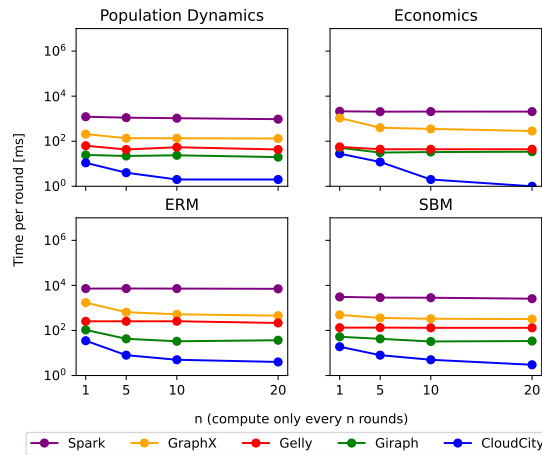 Population Dynamics
Economics
10^6
10^4
10^2
10^0
Time per round [ms]
ERM
SBM
10^6
10^4
10^2
10^0
1 5 10 20
1 5 10 20
n (compute only every n rounds)
Spark GraphX Gelly Giraph CloudCity